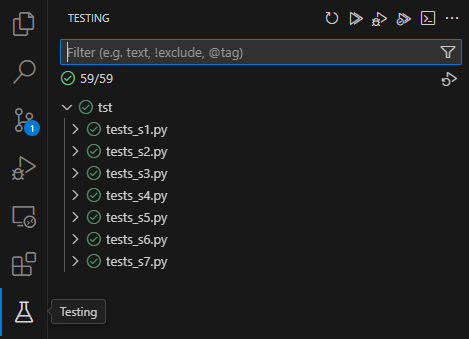 TESTING
Filter (e.g. text, !exclude, @tag)
59/59
tst
tests_s1.py
tests_s2.py
1
tests_s3.py
tests_s4.py
tests_s5.py
tests_s6.py
tests_s7.py
Testing